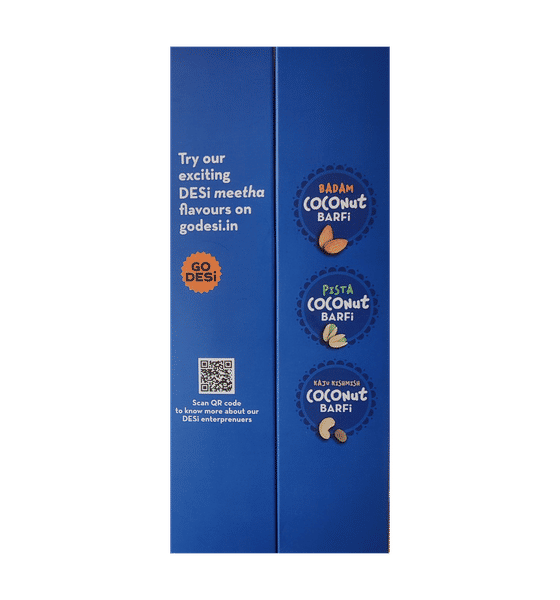 Try our
exciting
DESi meetha
flavours on
godesi.in
GO
DESi
Scan QR code
to know more about our
DESi enterprenuers
BADAM
COCONut
BARFi
PISTA
COCONut
BARFi
KAJU KISHMISH
COCONut
BARFi